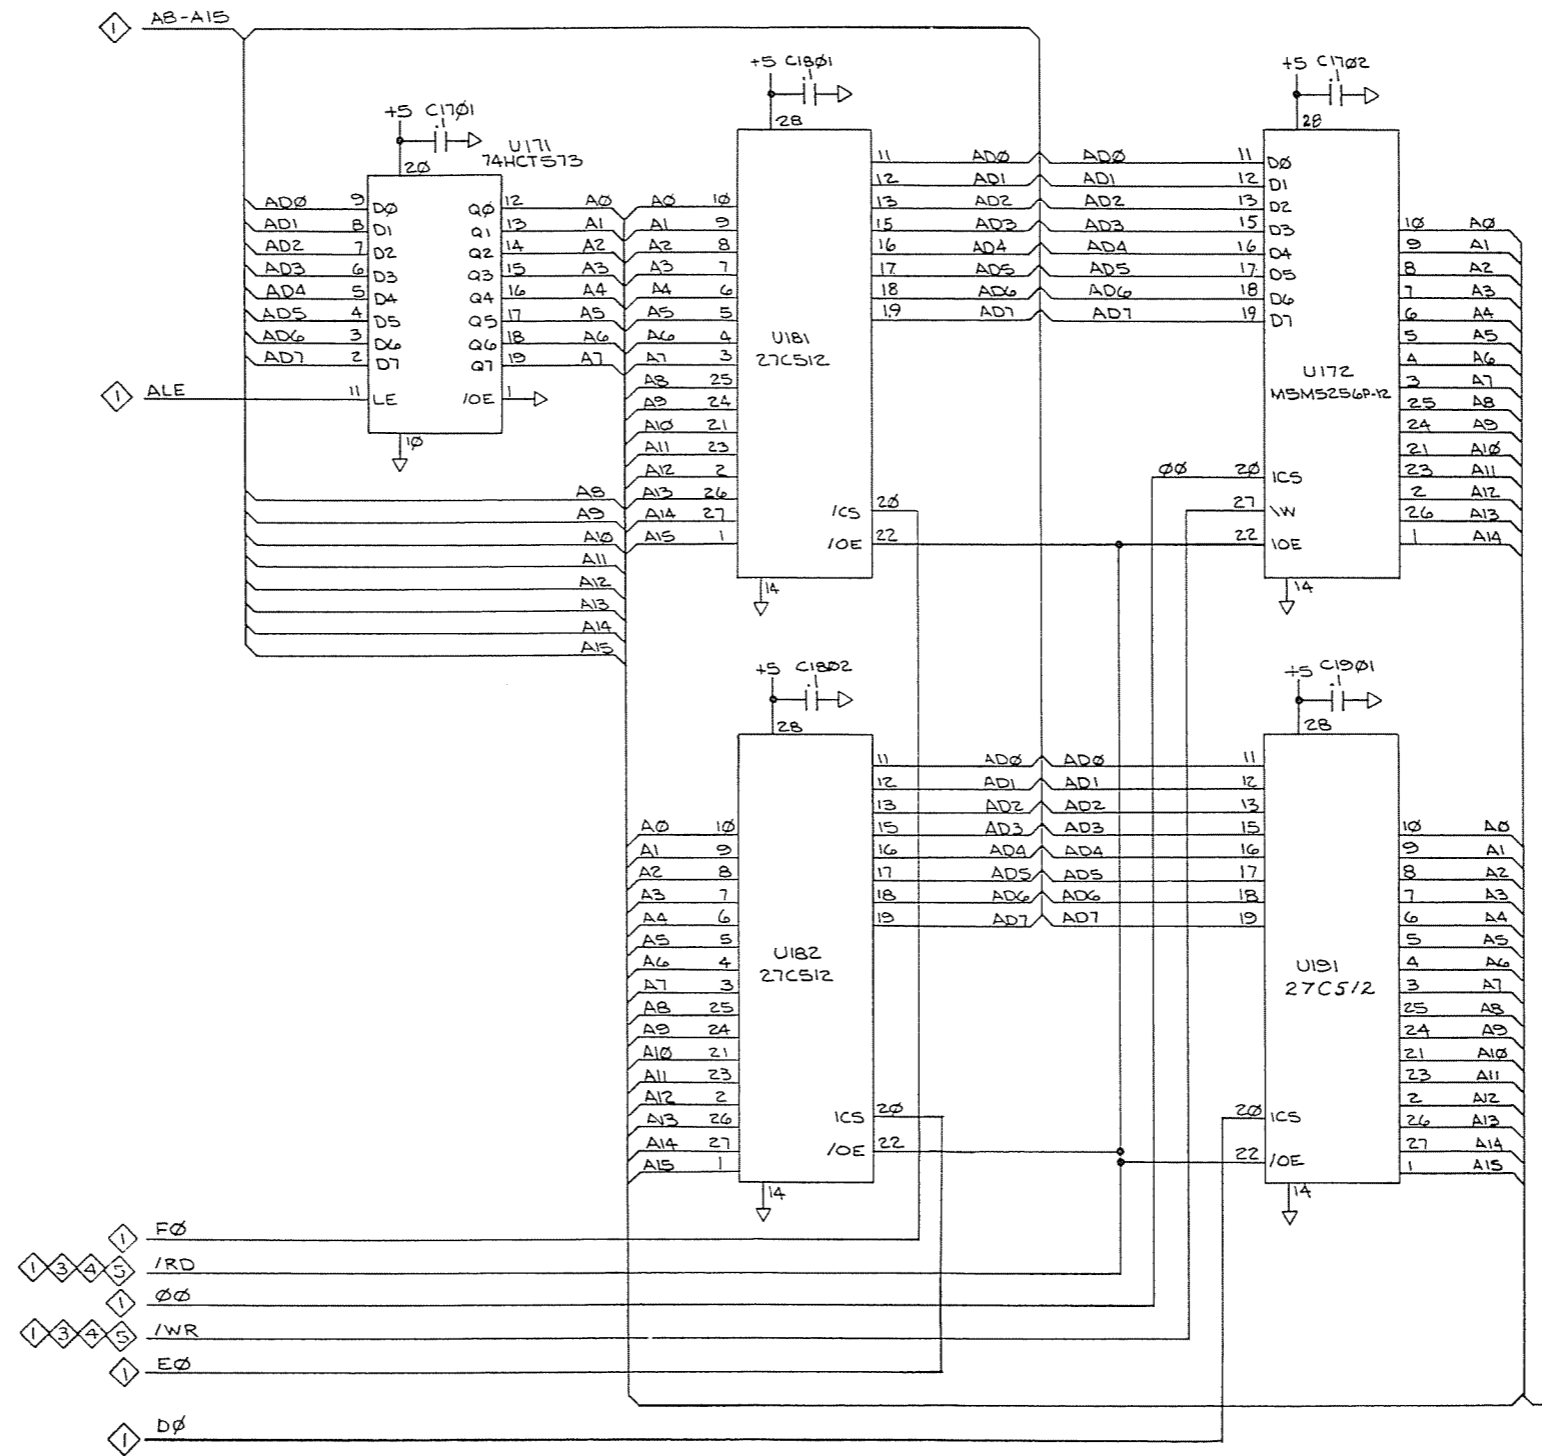 1 A8-A15
+5 C1701
.1
20
U171
74HCT573
AD0 9 D0 Q0 12 A0
AD1 8 D1 Q1 13 A1
AD2 7 D2 Q2 14 A2
AD3 6 D3 Q3 15 A3
AD4 5 D4 Q4 16 A4
AD5 4 D5 Q5 17 A5
AD6 3 D6 Q6 18 A6
AD7 2 D7 Q7 19 A7
1 ALE 11 LE /OE 1
10
A8
A9
A10
A11
A12
A13
A14
A15
+5 C1801
.1
28
A0 10
A1 9
A2 8
A3 7
A4 6
A5 5
A6 4
A7 3
A8 25
A9 24
A10 21
A11 23
A12 2
A13 26
A14 27
A15 1
U181
27C512
/CS 20
/OE 22
14
11 AD0 AD0 11 D0
12 AD1 AD1 12 D1
13 AD2 AD2 13 D2
15 AD3 AD3 15 D3
16 AD4 AD4 16 D4
17 AD5 AD5 17 D5
18 AD6 AD6 18 D6
19 AD7 AD7 19 D7
+5 C1702
.1
28
U172
M5M5256P-12
ØØ 20 /CS
27 \W
22 /OE
14
10 A0
9 A1
8 A2
7 A3
6 A4
5 A5
4 A6
3 A7
25 A8
24 A9
21 A10
23 A11
2 A12
26 A13
1 A14
+5 C1802
.1
28
A0 10
A1 9
A2 8
A3 7
A4 6
A5 5
A6 4
A7 3
A8 25
A9 24
A10 21
A11 23
A12 2
A13 26
A14 27
A15 1
U182
27C512
/CS 20
/OE 22
14
11 AD0 AD0 11
12 AD1 AD1 12
13 AD2 AD2 13
15 AD3 AD3 15
16 AD4 AD4 16
17 AD5 AD5 17
18 AD6 AD6 18
19 AD7 AD7 19
+5 C1901
.1
28
U191
27C512
20 /CS
22 /OE
14
10 A0
9 A1
8 A2
7 A3
6 A4
5 A5
4 A6
3 A7
25 A8
24 A9
21 A10
23 A11
2 A12
26 A13
27 A14
1 A15
1 FØ
1 3 4 5 /RD
1 ØØ
1 3 4 5 /WR
1 EØ
1 DØ